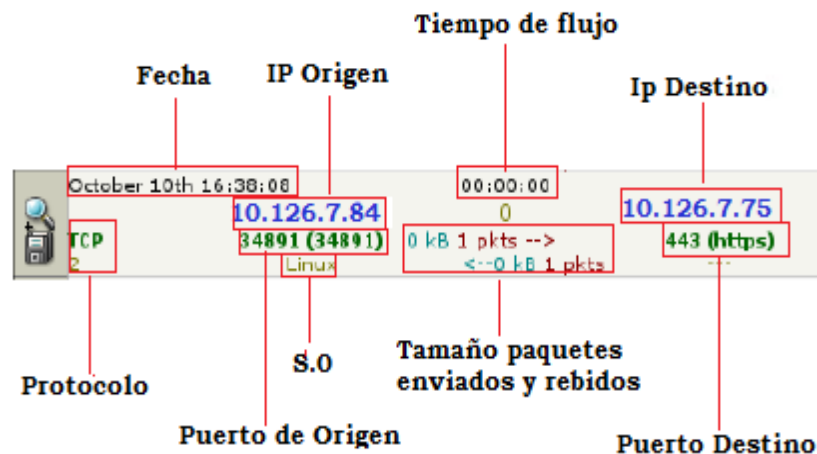 Tiempo de flujo
Fecha
IP Origen
Ip Destino
October 10th 16:38:08
00:00:00
10.126.7.84
0
10.126.7.75
TCP
34891 (34891)
0 kB 1 pkts -->
443 (https)
2
Linux
<--0 kB 1 pkts
---
S.O
Tamaño paquetes
enviados y rebidos
Protocolo
Puerto de Origen
Puerto Destino